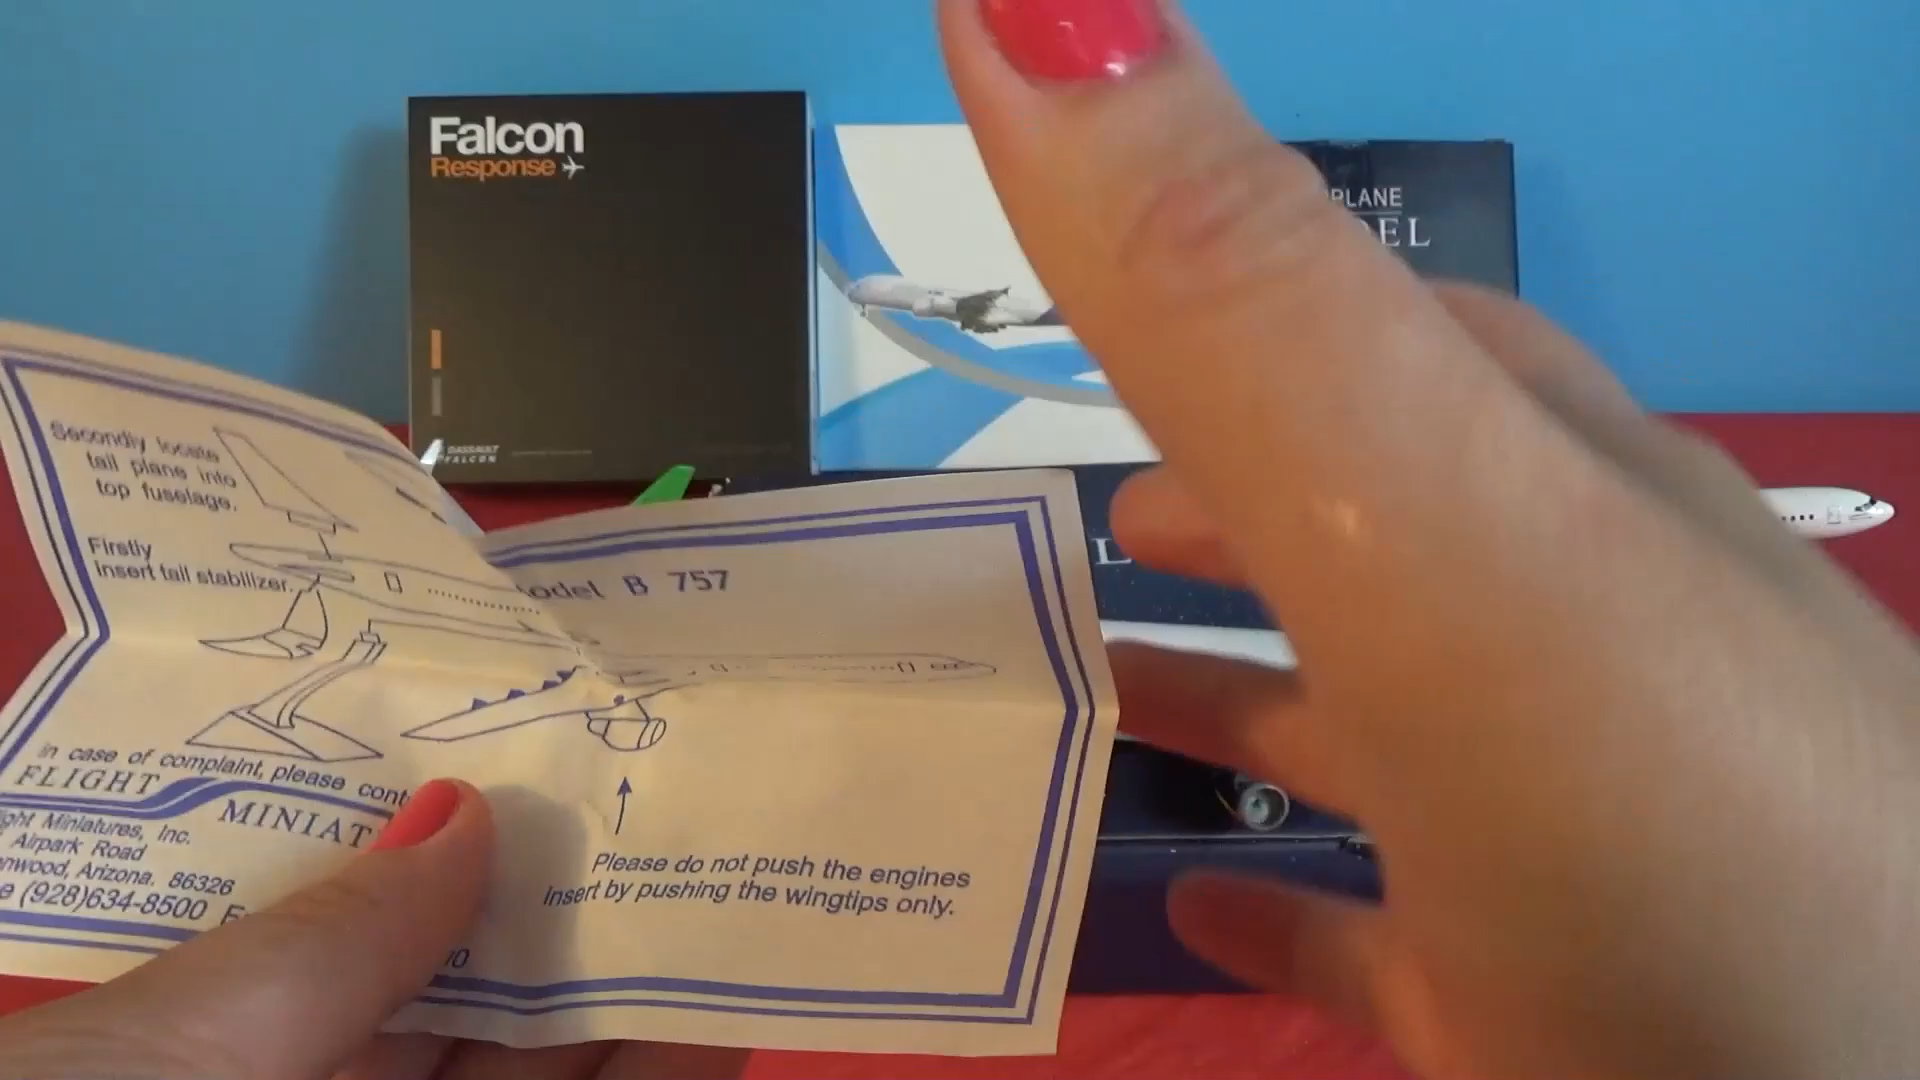 Falcon
Response
PLANE
DEL
DASSAULT
FALCON
Secondly locate
tail plane into
top fuselage.
Firstly
insert tail stabilizer.
odel B 757
L
in case of complaint, please cont
FLIGHT
MINIAT
ight Miniatures, Inc.
Airpark Road
nwood, Arizona. 86326
e (928)634-8500 F
Please do not push the engines
insert by pushing the wingtips only.